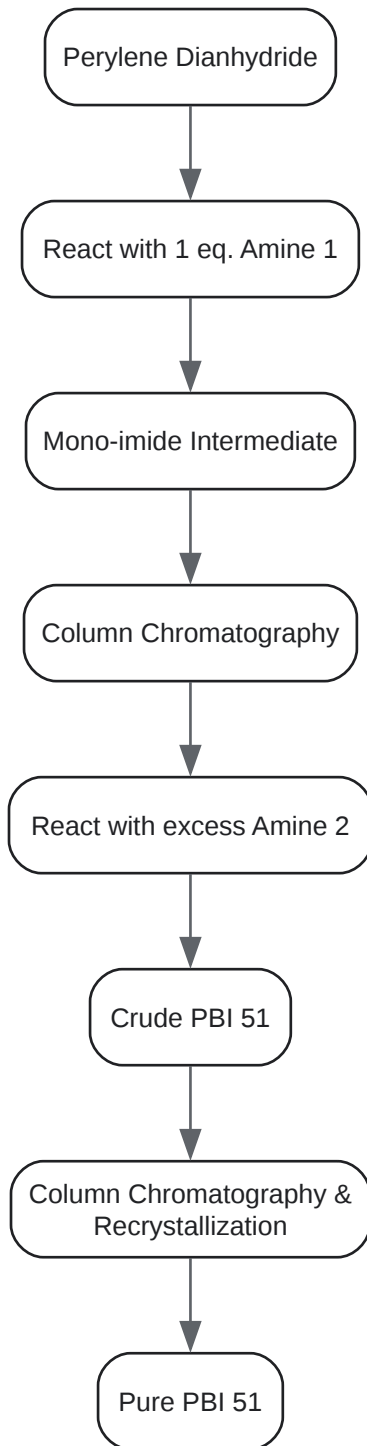 Perylene Dianhydride
React with 1 eq. Amine 1
Mono-imide Intermediate
Column Chromatography
React with excess Amine 2
Crude PBI 51
Column Chromatography &
Recrystallization
Pure PBI 51